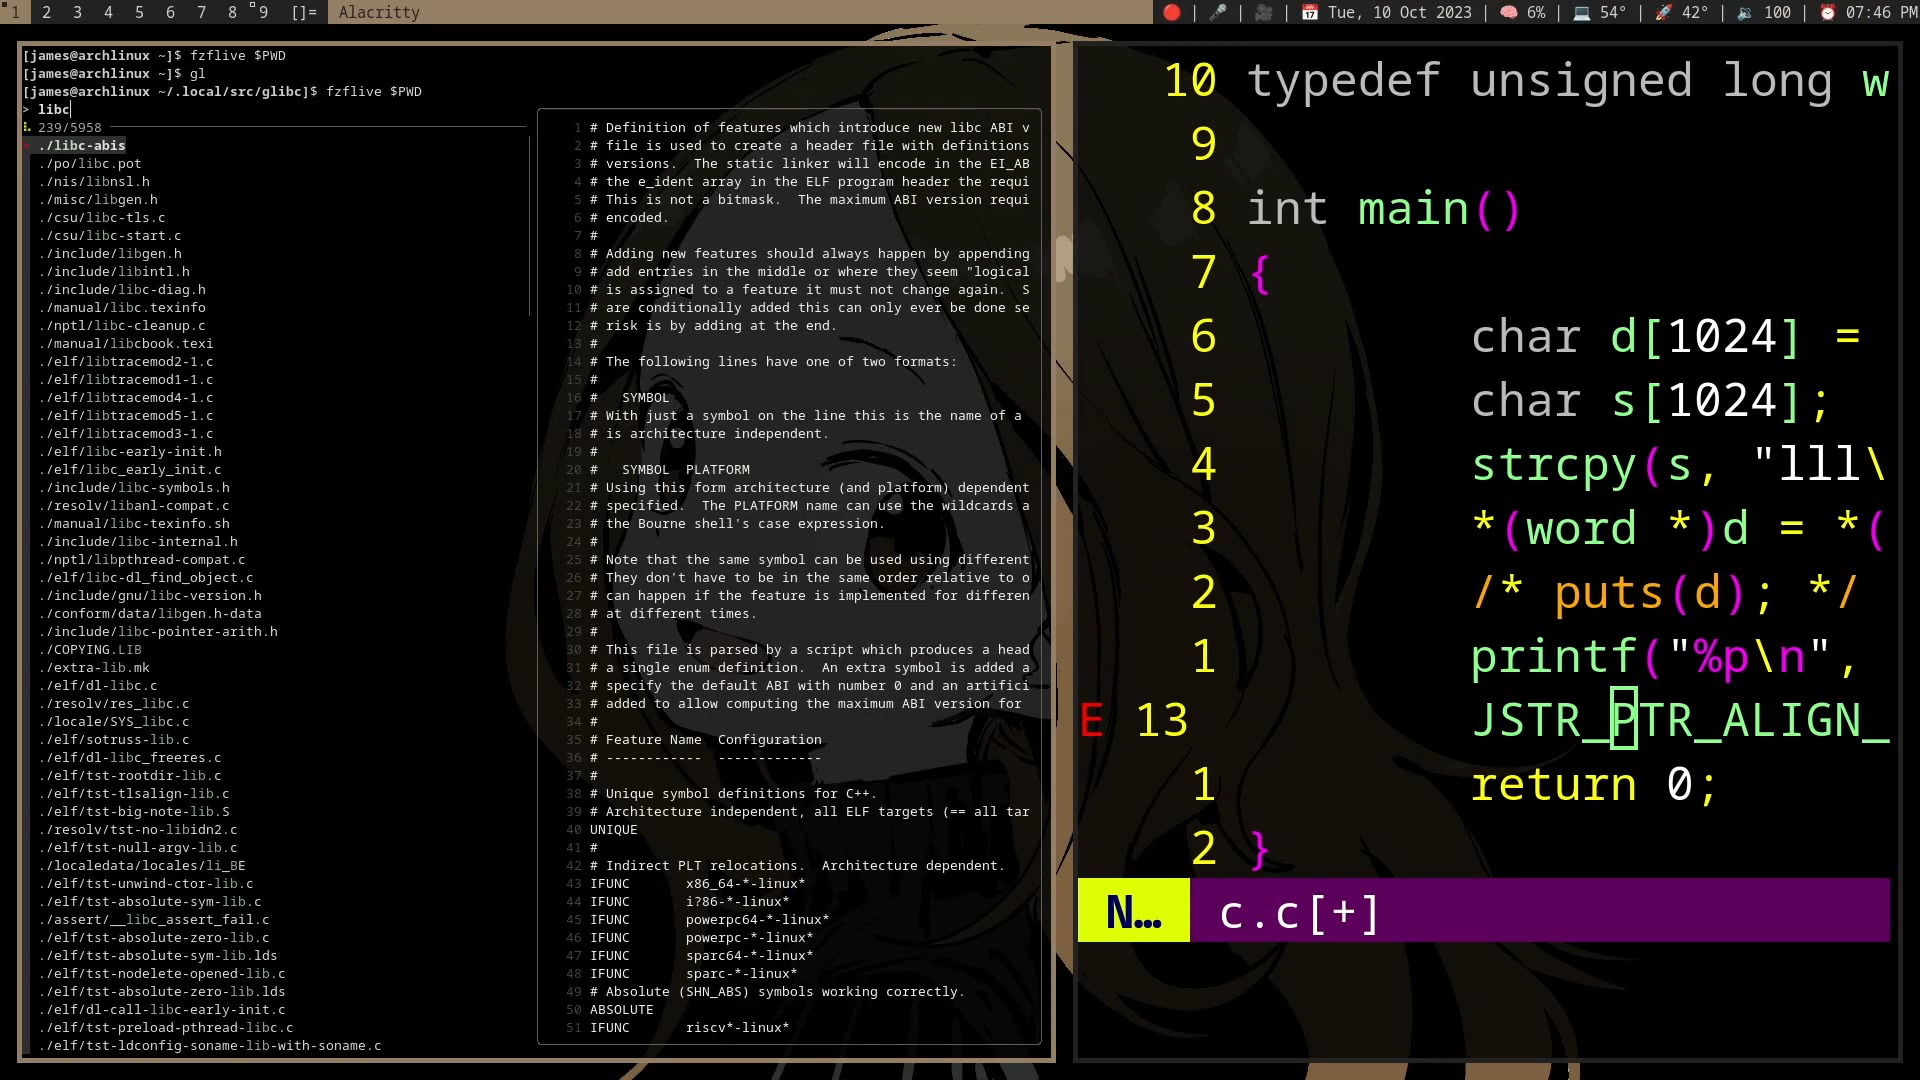 1 2 3 4 5 6 7 8 9 []= Alacritty
Tue, 10 Oct 2023 | 6% | 54° | 42° | 100 | 07:46 PM
[james@archlinux ~]$ fzflive $PWD
[james@archlinux ~]$ gl
[james@archlinux ~/.local/src/glibc]$ fzflive $PWD
> libc
239/5958
./libc-abis
./po/libc.pot
./nis/libnsl.h
./misc/libgen.h
./csu/libc-tls.c
./csu/libc-start.c
./include/libgen.h
./include/libintl.h
./include/libc-diag.h
./manual/libc.texinfo
./nptl/libc-cleanup.c
./manual/libcbook.texi
./elf/libtracemod2-1.c
./elf/libtracemod1-1.c
./elf/libtracemod4-1.c
./elf/libtracemod5-1.c
./elf/libtracemod3-1.c
./elf/libc-early-init.h
./elf/libc_early_init.c
./include/libc-symbols.h
./resolv/libanl-compat.c
./manual/libc-texinfo.sh
./include/libc-internal.h
./nptl/libpthread-compat.c
./elf/libc-dl_find_object.c
./include/gnu/libc-version.h
./conform/data/libgen.h-data
./include/libc-pointer-arith.h
./COPYING.LIB
./extra-lib.mk
./elf/dl-libc.c
./resolv/res_libc.c
./locale/SYS_libc.c
./elf/sotruss-lib.c
./elf/dl-libc_freeres.c
./elf/tst-rootdir-lib.c
./elf/tst-tlsalign-lib.c
./elf/tst-big-note-lib.S
./resolv/tst-no-libidn2.c
./elf/tst-null-argv-lib.c
./localedata/locales/li_BE
./elf/tst-unwind-ctor-lib.c
./elf/tst-absolute-sym-lib.c
./assert/__libc_assert_fail.c
./elf/tst-absolute-zero-lib.c
./elf/tst-absolute-sym-lib.lds
./elf/tst-nodelete-opened-lib.c
./elf/tst-absolute-zero-lib.lds
./elf/dl-call-libc-early-init.c
./elf/tst-preload-pthread-libc.c
./elf/tst-ldconfig-soname-lib-with-soname.c
1 # Definition of features which introduce new libc ABI v
2 # file is used to create a header file with definitions
3 # versions.  The static linker will encode in the EI_AB
4 # the e_ident array in the ELF program header the requi
5 # This is not a bitmask.  The maximum ABI version requi
6 # encoded.
7 #
8 # Adding new features should always happen by appending
9 # add entries in the middle or where they seem "logical
10 # is assigned to a feature it must not change again.  S
11 # are conditionally added this can only ever be done se
12 # risk is by adding at the end.
13 #
14 # The following lines have one of two formats:
15 #
16 #   SYMBOL
17 # With just a symbol on the line this is the name of a
18 # is architecture independent.
19 #
20 #   SYMBOL  PLATFORM
21 # Using this form architecture (and platform) dependent
22 # specified.  The PLATFORM name can use the wildcards a
23 # the Bourne shell's case expression.
24 #
25 # Note that the same symbol can be used using different
26 # They don't have to be in the same order relative to o
27 # can happen if the feature is implemented for differen
28 # at different times.
29 #
30 # This file is parsed by a script which produces a head
31 # a single enum definition.  An extra symbol is added a
32 # specify the default ABI with number 0 and an artifici
33 # added to allow computing the maximum ABI version for
34 #
35 # Feature Name  Configuration
36 # ------------  -------------
37 #
38 # Unique symbol definitions for C++.
39 # Architecture independent, all ELF targets (== all tar
40 UNIQUE
41 #
42 # Indirect PLT relocations.  Architecture dependent.
43 IFUNC       x86_64-*-linux*
44 IFUNC       i?86-*-linux*
45 IFUNC       powerpc64-*-linux*
46 IFUNC       powerpc-*-linux*
47 IFUNC       sparc64-*-linux*
48 IFUNC       sparc-*-linux*
49 # Absolute (SHN_ABS) symbols working correctly.
50 ABSOLUTE
51 IFUNC       riscv*-linux*
10 typedef unsigned long w
9
8 int main()
7 {
6 char d[1024] =
5 char s[1024];
4 strcpy(s, "lll\
3 *(word *)d = *(
2 /* puts(d); */
1 printf("%p\n",
E 13 JSTR_PTR_ALIGN_
1 return 0;
2 }
N… c.c[+]